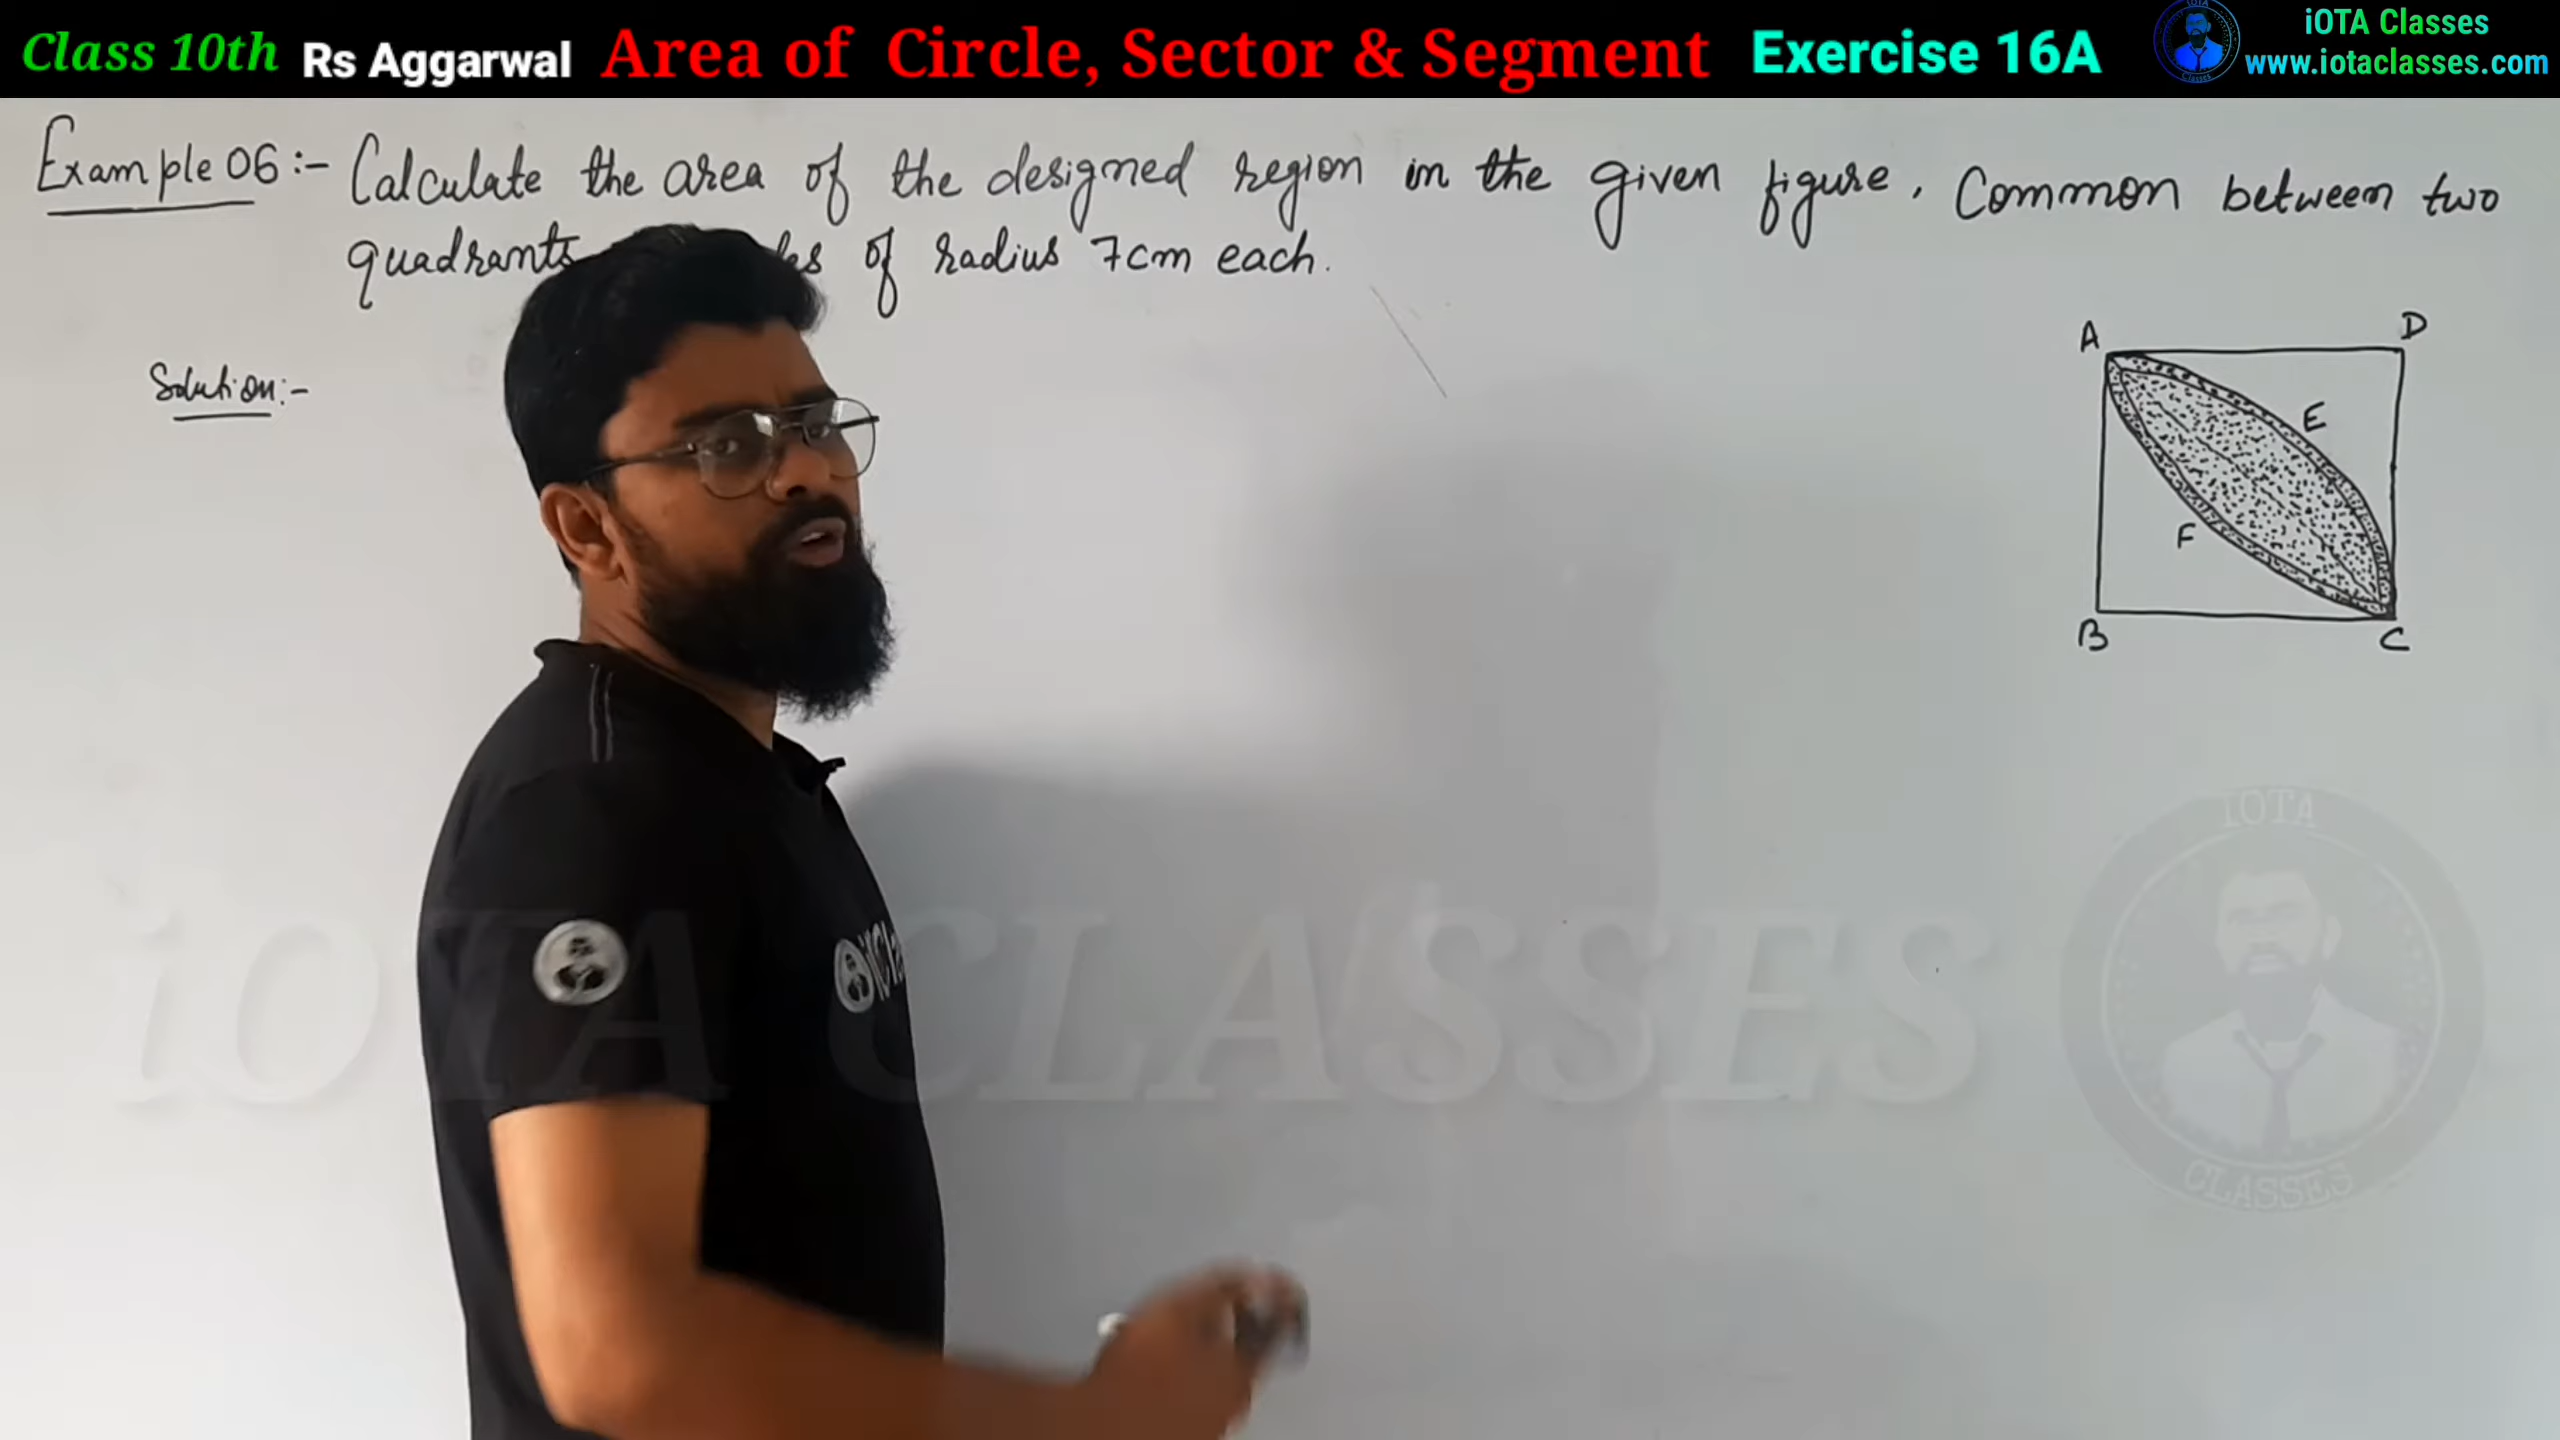 Class 10th Rs Aggarwal Area of Circle, Sector & Segment Exercise 16A
iOTA Classes
www.iotaclasses.com
Example 06:- Calculate the area of the designed region in the given figure, Common between two
quadrants of radius 7cm each.
Solution:-
A D
E
F
B C
iOTA CLASSES
IOTA
CLASSES